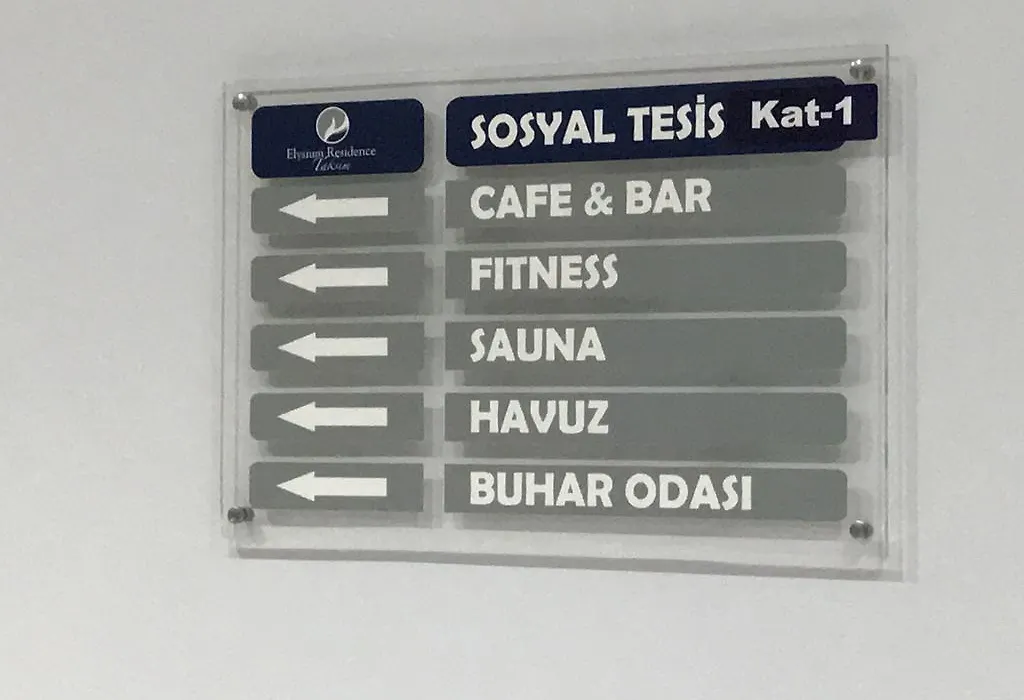 Elysium Residence
Taksim
SOSYAL TESİS Kat-1
CAFE & BAR
FITNESS
SAUNA
HAVUZ
BUHAR ODASI